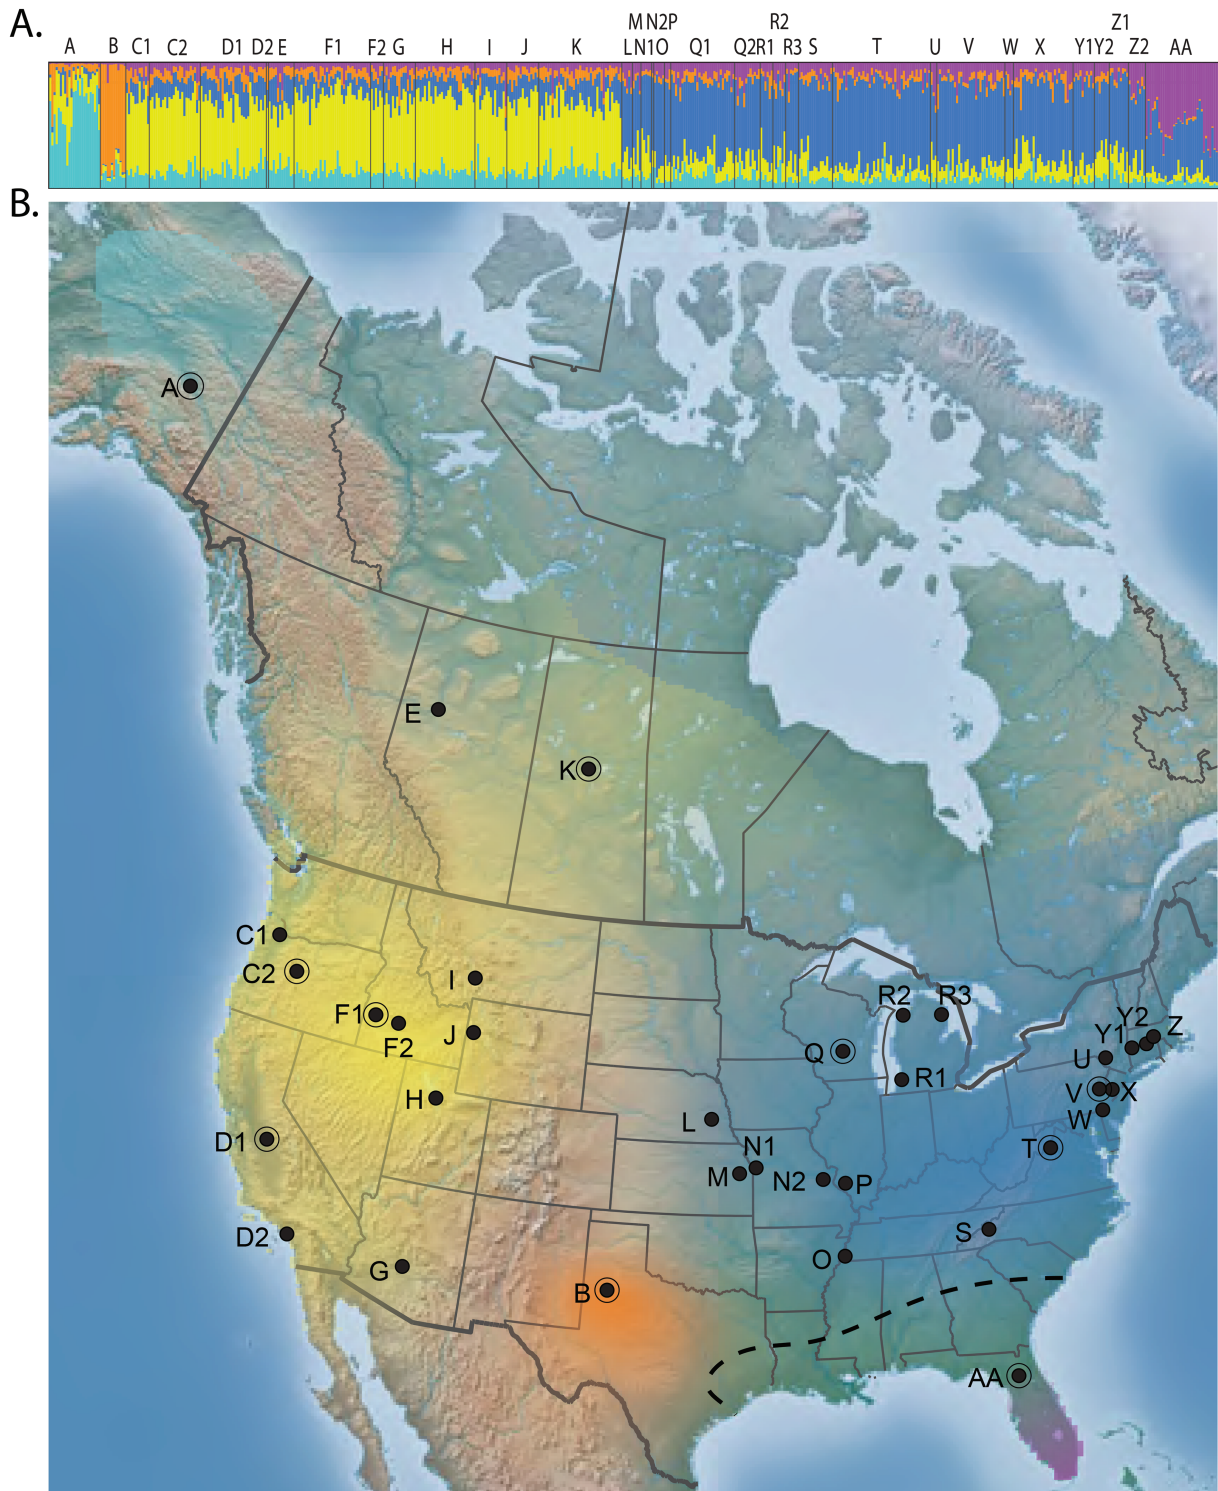 A.
M N2 P R2 Z1
A B C1 C2 D1 D2 E F1 F2 G H I J K L N1 O Q1 Q2 R1 R3 S T U V W X Y1 Y2 Z2 AA
B.
A
E
K
C1
C2
I
F1
F2
J
R2 R3
Y2
Z
Y1
U
Q
R1
V X
W
H
L
D1
T
N1
M
N2 P
S
D2
O
G
B
AA